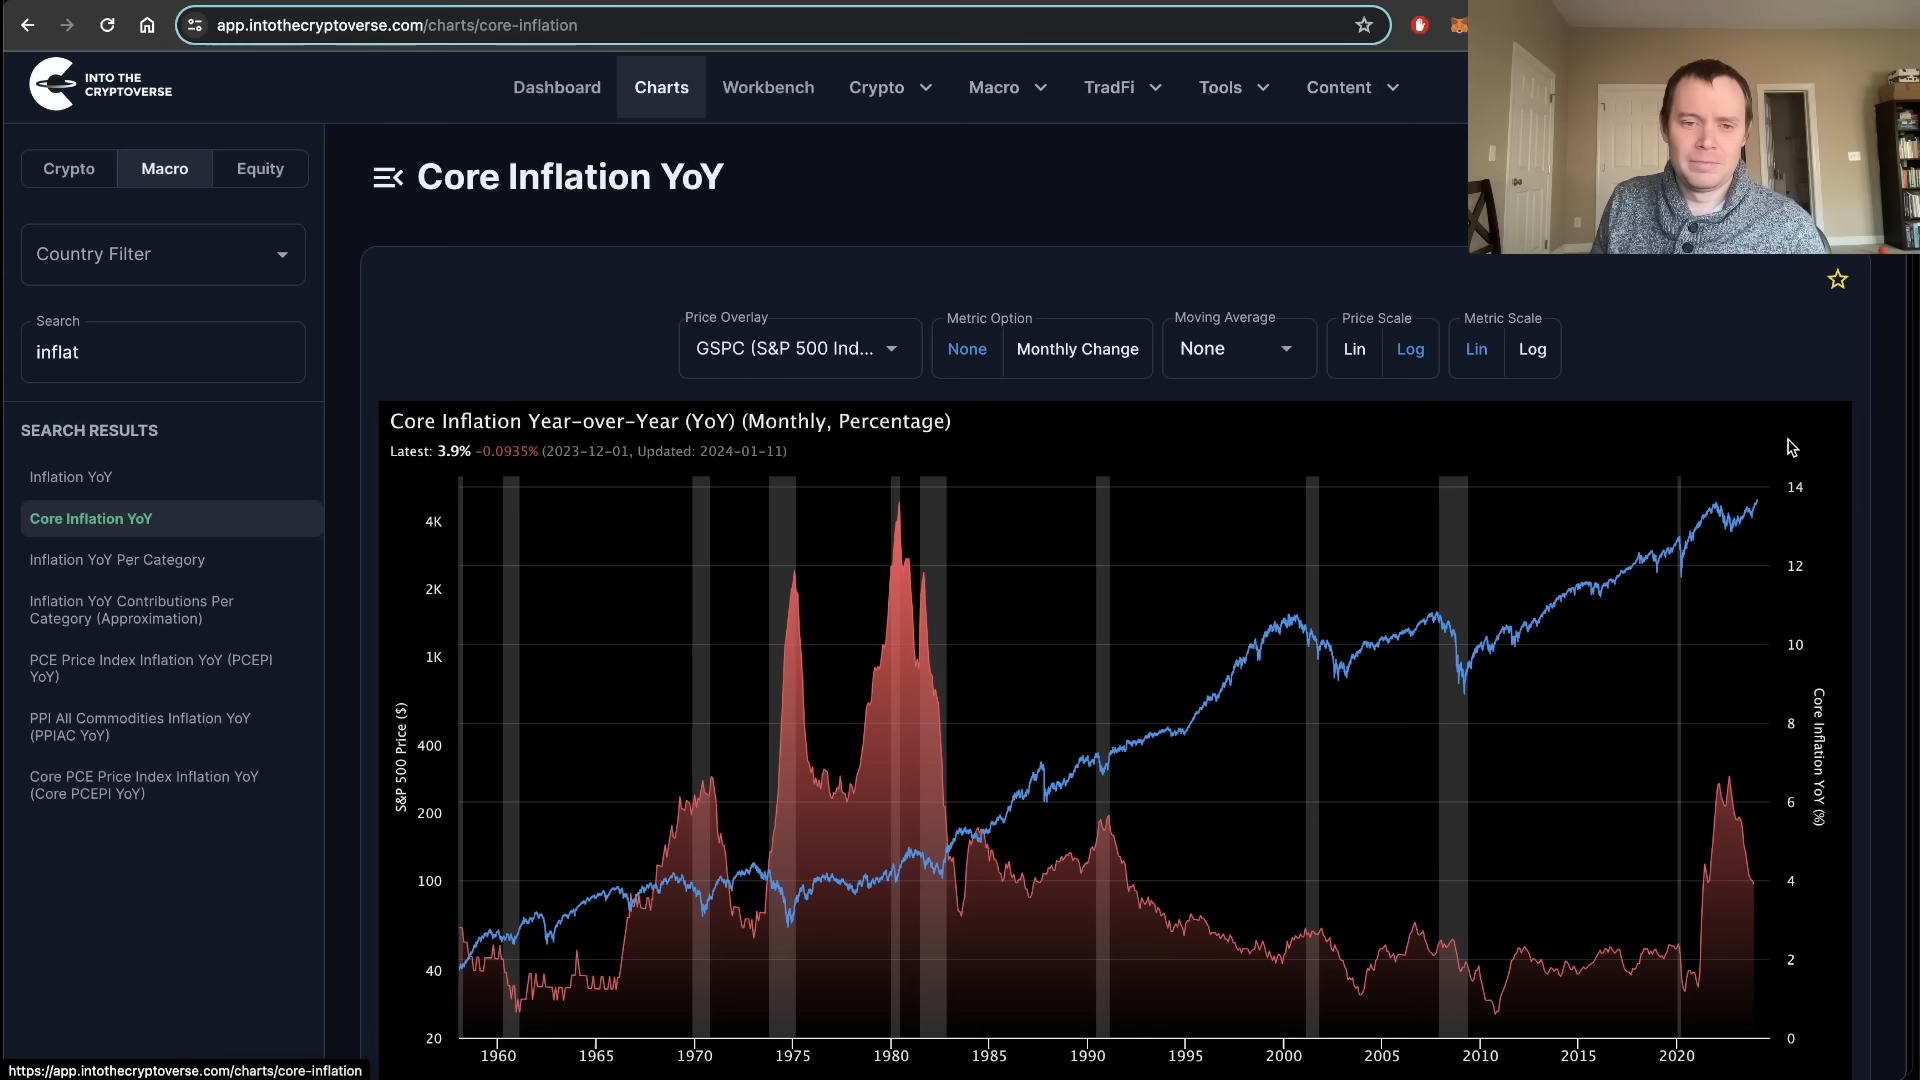 app.intothecryptoverse.com/charts/core-inflation
INTO THE
CRYPTOVERSE
Dashboard
Charts
Workbench
Crypto
Macro
TradFi
Tools
Content
Crypto
Macro
Equity
Country Filter
Search
inflat
SEARCH RESULTS
Inflation YoY
Core Inflation YoY
Inflation YoY Per Category
Inflation YoY Contributions Per
Category (Approximation)
PCE Price Index Inflation YoY (PCEPI
YoY)
PPI All Commodities Inflation YoY
(PPIAC YoY)
Core PCE Price Index Inflation YoY
(Core PCEPI YoY)
Core Inflation YoY
Price Overlay
GSPC (S&P 500 Ind...
Metric Option
None
Monthly Change
Moving Average
None
Price Scale
Lin
Log
Metric Scale
Lin
Log
Core Inflation Year-over-Year (YoY) (Monthly, Percentage)
Latest: 3.9% -0.0935% (2023-12-01, Updated: 2024-01-11)
S&P 500 Price ($)
4K
2K
1K
400
200
100
40
20
14
12
10
8
6
4
2
0
Core Inflation YoY (%)
1960
1965
1970
1975
1980
1985
1990
1995
2000
2005
2010
2015
2020
https://app.intothecryptoverse.com/charts/core-inflation